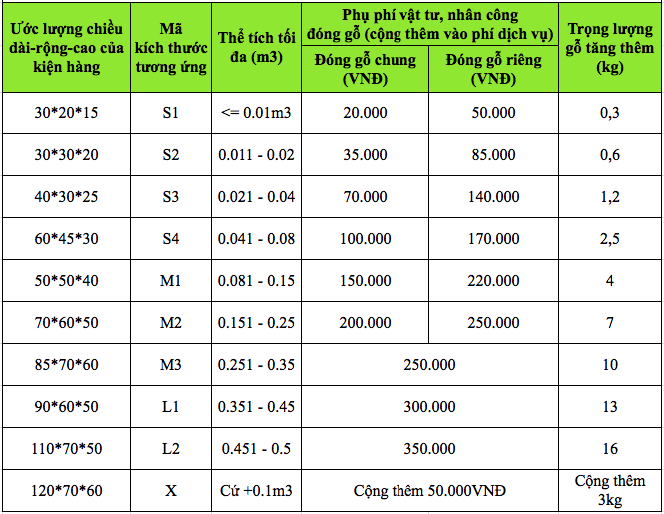 Ước lượng chiều
dài-rộng-cao của
kiện hàng
Mã
kích thước
tương ứng
Thể tích tối
đa (m3)
Phụ phí vật tư, nhân công
đóng gỗ (cộng thêm vào phí dịch vụ)
Đóng gỗ chung
(VNĐ)
Đóng gỗ riêng
(VNĐ)
Trọng lượng
gỗ tăng thêm
(kg)
30*20*15 S1 <= 0.01m3 20.000 50.000 0,3
30*30*20 S2 0.011 - 0.02 35.000 85.000 0,6
40*30*25 S3 0.021 - 0.04 70.000 140.000 1,2
60*45*30 S4 0.041 - 0.08 100.000 170.000 2,5
50*50*40 M1 0.081 - 0.15 150.000 220.000 4
70*60*50 M2 0.151 - 0.25 200.000 250.000 7
85*70*60 M3 0.251 - 0.35 250.000 10
90*60*50 L1 0.351 - 0.45 300.000 13
110*70*50 L2 0.451 - 0.5 350.000 16
120*70*60 X Cứ +0.1m3 Cộng thêm 50.000VNĐ Cộng thêm
3kg